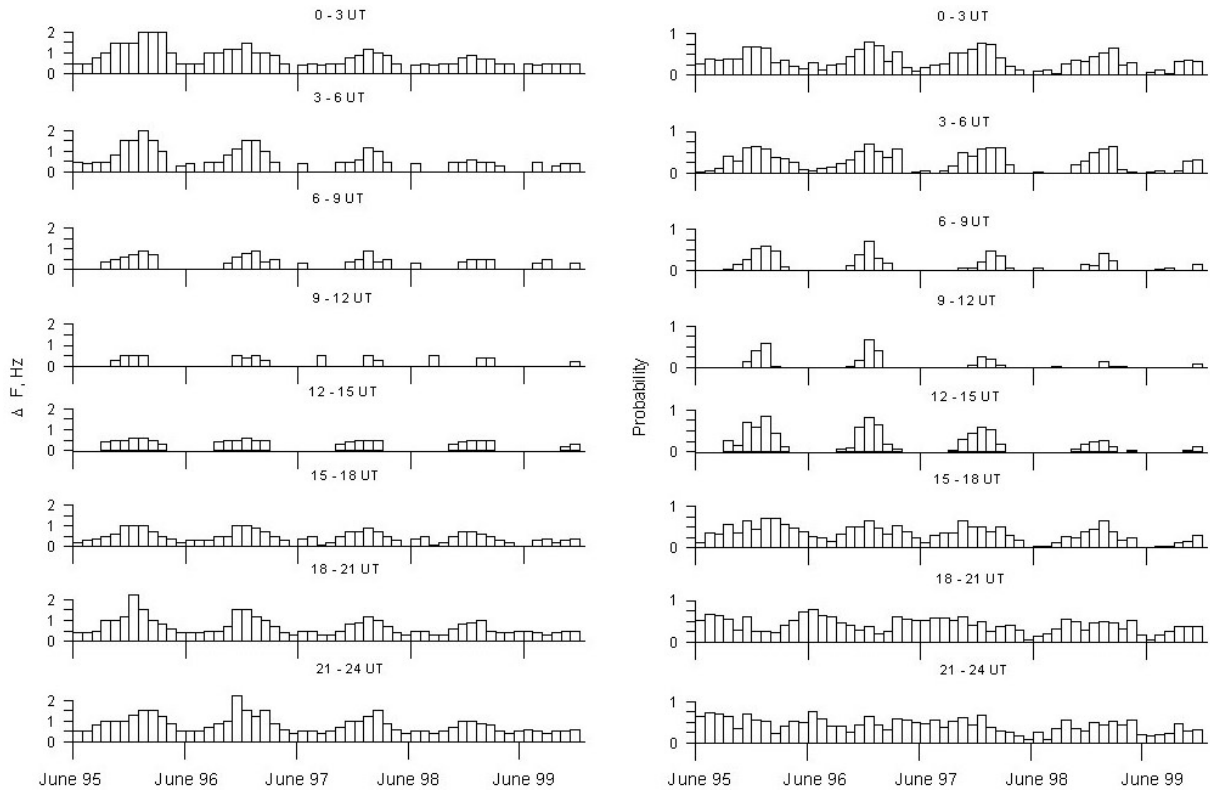 0 - 3 UT
2
1
0
3 - 6 UT
2
1
0
6 - 9 UT
2
1
0
9 - 12 UT
2
1
0
12 - 15 UT
2
1
0
15 - 18 UT
2
1
0
18 - 21 UT
2
1
0
21 - 24 UT
2
1
0
Δ F, Hz
June 95 June 96 June 97 June 98 June 99
0 - 3 UT
1
0
3 - 6 UT
1
0
6 - 9 UT
1
0
9 - 12 UT
1
0
12 - 15 UT
1
0
15 - 18 UT
1
0
18 - 21 UT
1
0
21 - 24 UT
1
0
Probability
June 95 June 96 June 97 June 98 June 99